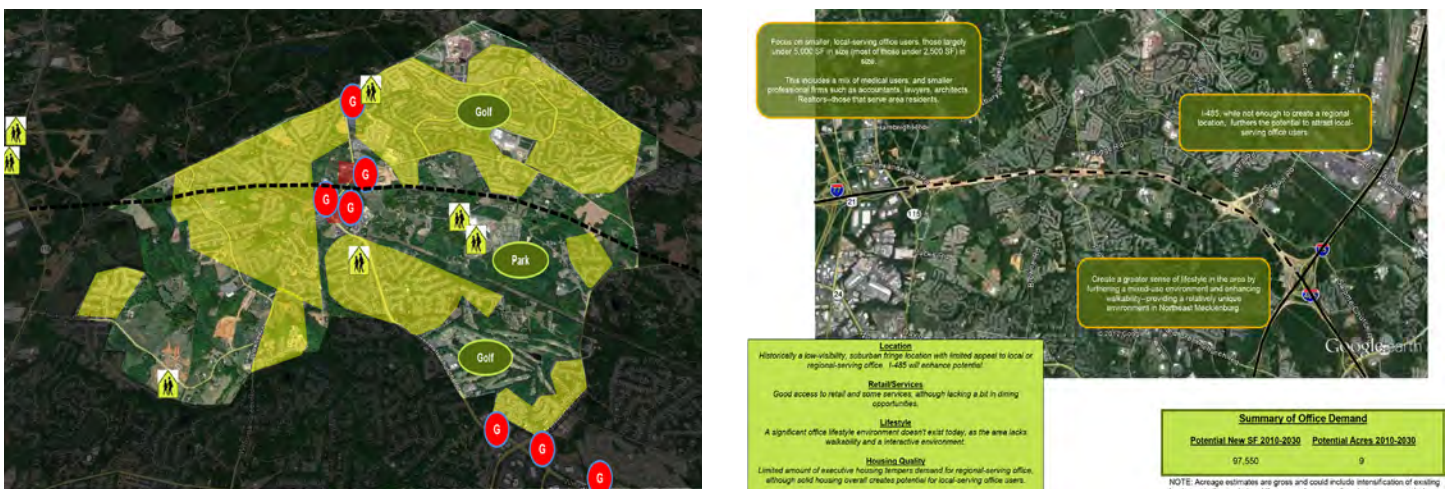 G
Golf
G
G
G
Park
Golf
G
G
G
Focus on smaller, local-serving office users, those largely
under 5,000 SF in size (most of those under 2,500 SF) in
size.
This includes a mix of medical users, and smaller
professional firms such as accountants, lawyers, architects
Realtors--those that serve area residents.
I-485, while not enough to create a regional
location, furthers the potential to attract local-
serving office users.
77
21
115
24
Create a greater sense of lifestyle in the area by
furthering a mixed-use environment and enhancing
walkability--providing a relatively unique
environment in Northeast Mecklenburg
Google earth
Location
Historically a low-visibility, suburban fringe location with limited appeal to local or
regional-serving office. I-485 will enhance potential
Retail/Services
Good access to retail and some services, although lacking a bit in dining
opportunities.
Lifestyle
A significant office lifestyle environment doesn't exist today, as the area lacks
walkability and a interactive environment.
Housing Quality
Limited amount of executive housing tempers demand for regional-serving office,
although solid housing overall creates potential for local-serving office users.
Summary of Office Demand
Potential New SF 2010-2030 Potential Acres 2010-2030
97,550 9
NOTE: Acreage estimates are gross and could include intensification of existing